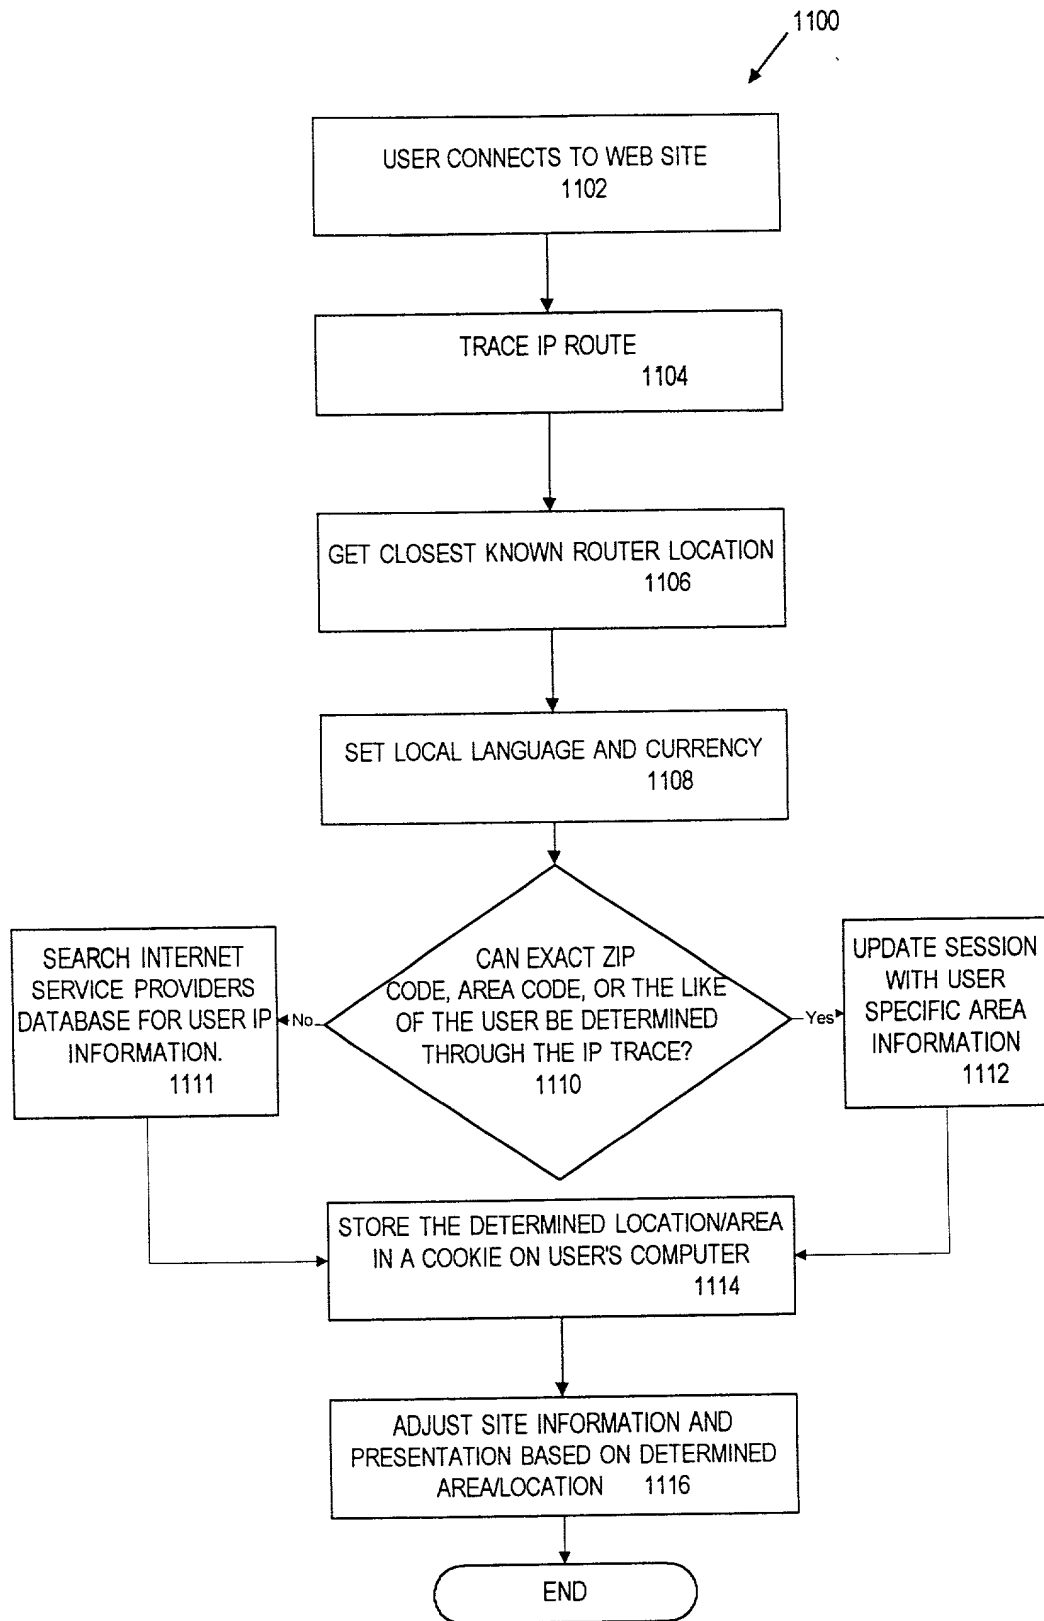 1100
USER CONNECTS TO WEB SITE
1102
TRACE IP ROUTE
1104
GET CLOSEST KNOWN ROUTER LOCATION
1106
SET LOCAL LANGUAGE AND CURRENCY
1108
CAN EXACT ZIP
CODE, AREA CODE, OR THE LIKE
OF THE USER BE DETERMINED
THROUGH THE IP TRACE?
1110
No
SEARCH INTERNET
SERVICE PROVIDERS
DATABASE FOR USER IP
INFORMATION.
1111
Yes
UPDATE SESSION
WITH USER
SPECIFIC AREA
INFORMATION
1112
STORE THE DETERMINED LOCATION/AREA
IN A COOKIE ON USER'S COMPUTER
1114
ADJUST SITE INFORMATION AND
PRESENTATION BASED ON DETERMINED
AREA/LOCATION 1116
END